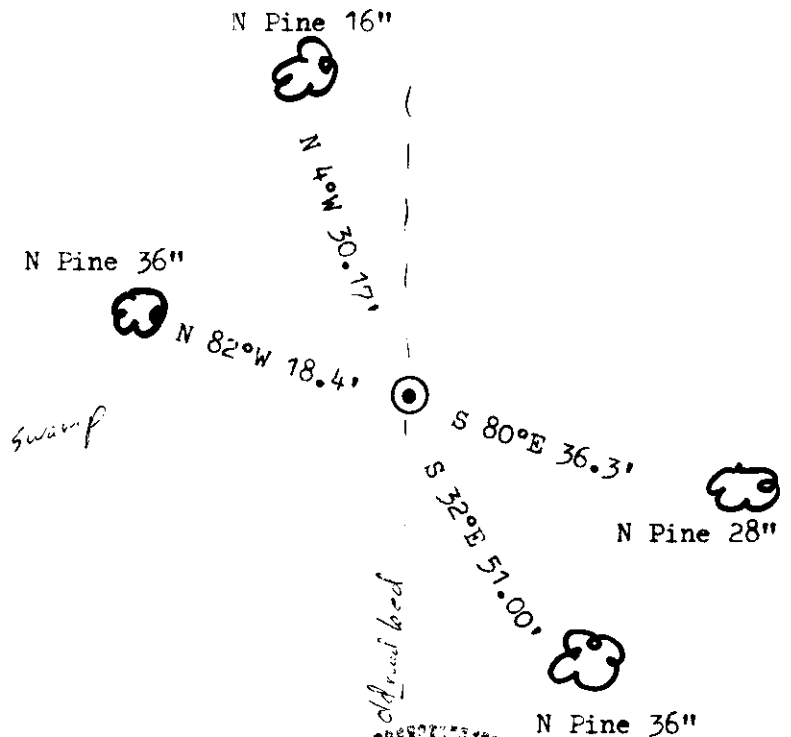 N Pine 16"
N 4°W 30.17'
N Pine 36"
N 82°W 18.4'
swamp
S 80°E 36.3'
N Pine 28"
S 32°E 51.00'
old road bed
N Pine 36"